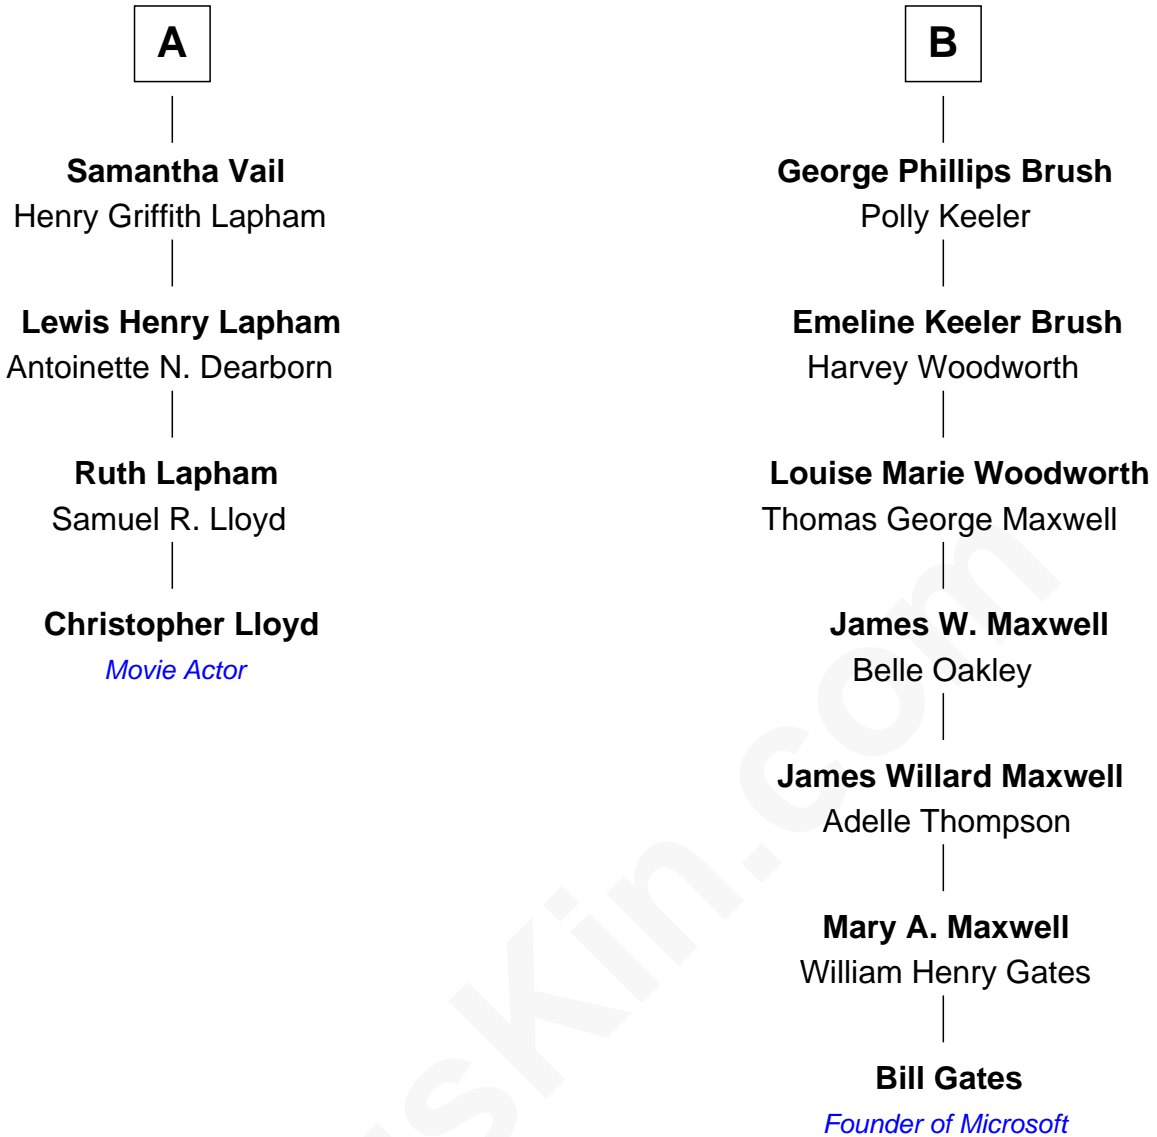 A
Samantha Vail
Henry Griffith Lapham
Lewis Henry Lapham
Antoinette N. Dearborn
Ruth Lapham
Samuel R. Lloyd
Christopher Lloyd
Movie Actor
B
George Phillips Brush
Polly Keeler
Emeline Keeler Brush
Harvey Woodworth
Louise Marie Woodworth
Thomas George Maxwell
James W. Maxwell
Belle Oakley
James Willard Maxwell
Adelle Thompson
Mary A. Maxwell
William Henry Gates
Bill Gates
Founder of Microsoft
sKin.com